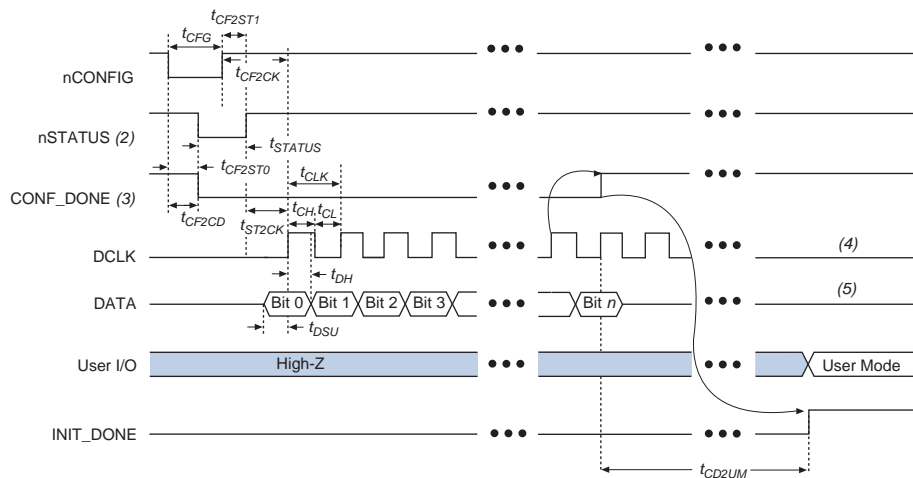 tCF2ST1
tCFG
tCF2CK
nCONFIG
nSTATUS (2)
tSTATUS
tCF2ST0
tCLK
CONF_DONE (3)
tCH tCL
tCF2CD
tST2CK
DCLK
(4)
tDH
DATA
Bit 0 Bit 1 Bit 2 Bit 3
Bit n
(5)
tDSU
User I/O
High-Z
User Mode
INIT_DONE
tCD2UM